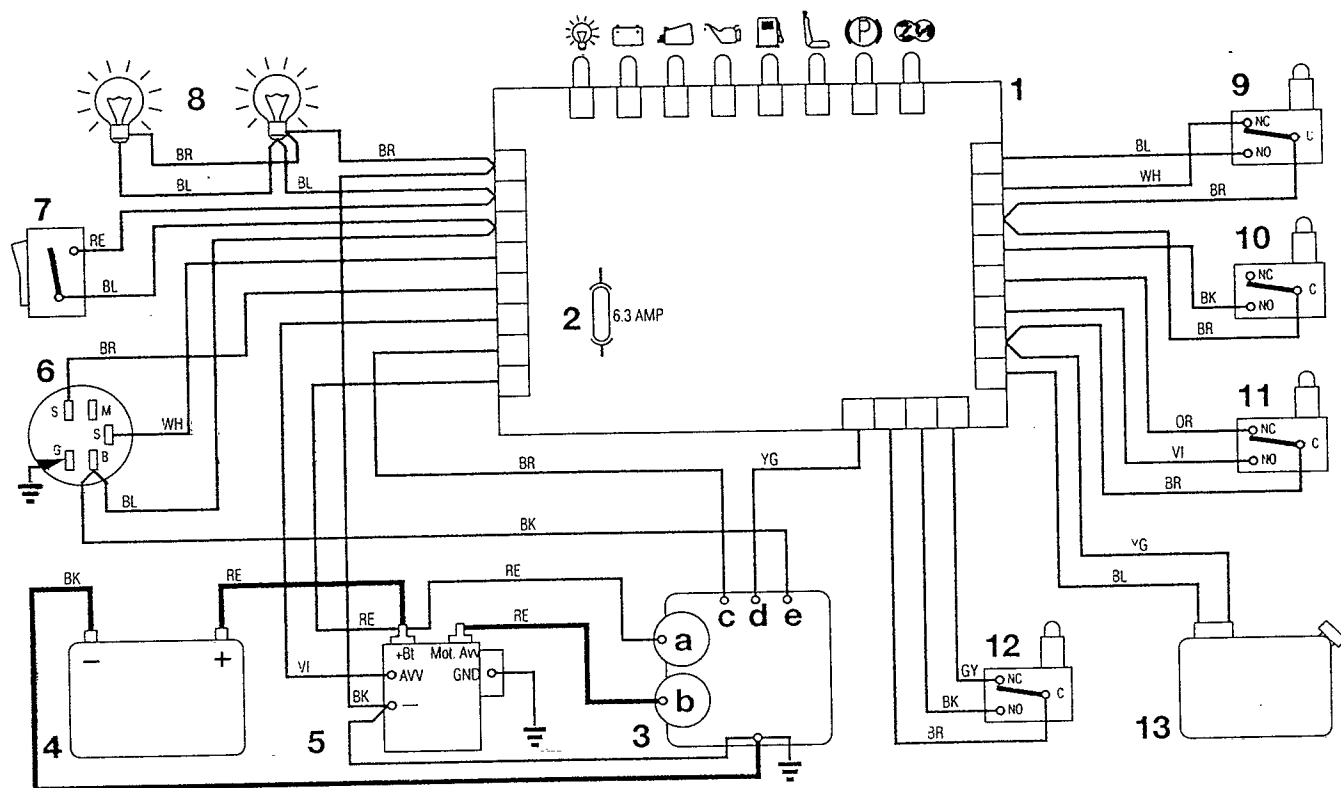 (P)
1
8
9
BR
BL
NC
BR
BL
U
BL
NO
WH
BR
7
RE
10
BL
NC
2
6.3 AMP
C
BK
NO
BR
BR
6
11
S
M
S
WH
OR
NC
G
B
C
VI
NO
BR
YG
BR
BL
BK
BL
BK
RE
RE
c
d
e
RE
RE
a
12
−
+
+Bt
Mot. Avv
VI
AVV
GND
GY
NC
C
b
BK
—
BK
NO
4
5
3
BR
13